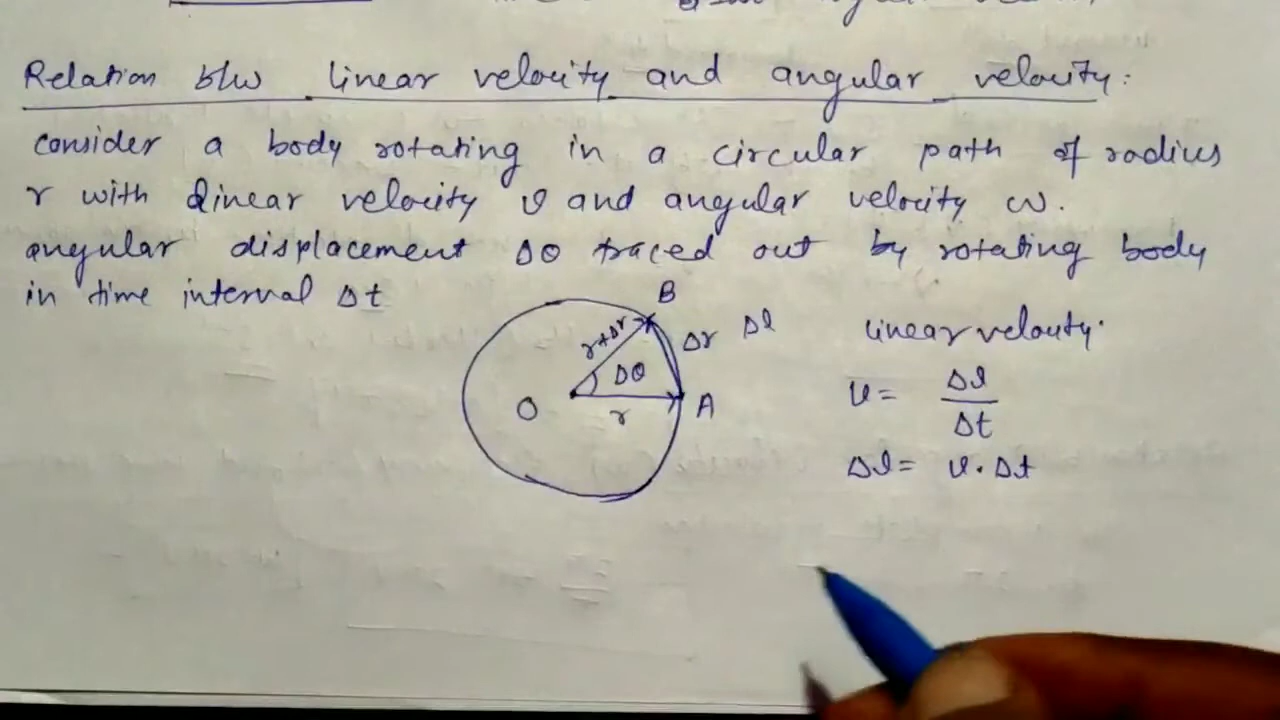 Relation b/w linear velocity and angular velocity:
consider a body rotating in a circular path of radius
r with linear velocity v and angular velocity ω.
angular displacement Δθ traced out by rotating body
in time interval Δt
B
r+Δr
Δr Δl
Δθ
O
r
A
linear velocity.
v = Δl
Δt
Δl = v. Δt